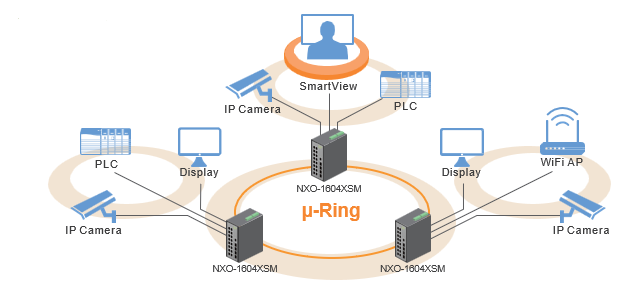 SmartView
IP Camera
PLC
PLC
Display
IP Camera
NXO-1604XSM
Display
WiFi AP
IP Camera
µ-Ring
NXO-1604XSM
NXO-1604XSM